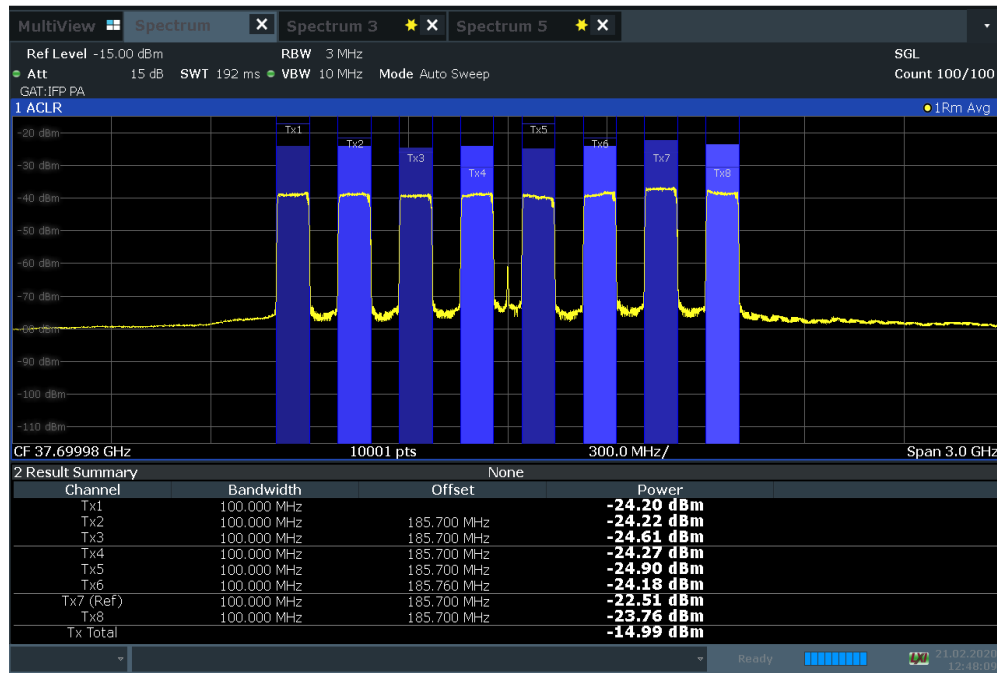 MultiView Spectrum X Spectrum 3 X Spectrum 5 X
Ref Level -15.00 dBm RBW 3 MHz SGL
Att 15 dB SWT 192 ms VBW 10 MHz Mode Auto Sweep Count 100/100
GAT:IFP PA
1 ACLR 1Rm Avg
-20 dBm
Tx1 Tx5
Tx2 Tx6
Tx3 Tx7
-30 dBm
Tx4 Tx8
-40 dBm
-50 dBm
-60 dBm
-70 dBm
-80 dBm
-90 dBm
-100 dBm
-110 dBm
CF 37.69998 GHz 10001 pts 300.0 MHz/ Span 3.0 GHz
2 Result Summary None
Channel Bandwidth Offset Power
Tx1 100.000 MHz -24.20 dBm
Tx2 100.000 MHz 185.700 MHz -24.22 dBm
Tx3 100.000 MHz 185.700 MHz -24.61 dBm
Tx4 100.000 MHz 185.700 MHz -24.27 dBm
Tx5 100.000 MHz 185.700 MHz -24.90 dBm
Tx6 100.000 MHz 185.760 MHz -24.18 dBm
Tx7 (Ref) 100.000 MHz 185.700 MHz -22.51 dBm
Tx8 100.000 MHz 185.700 MHz -23.76 dBm
Tx Total -14.99 dBm
Ready LXI 21.02.2020
12:48:09